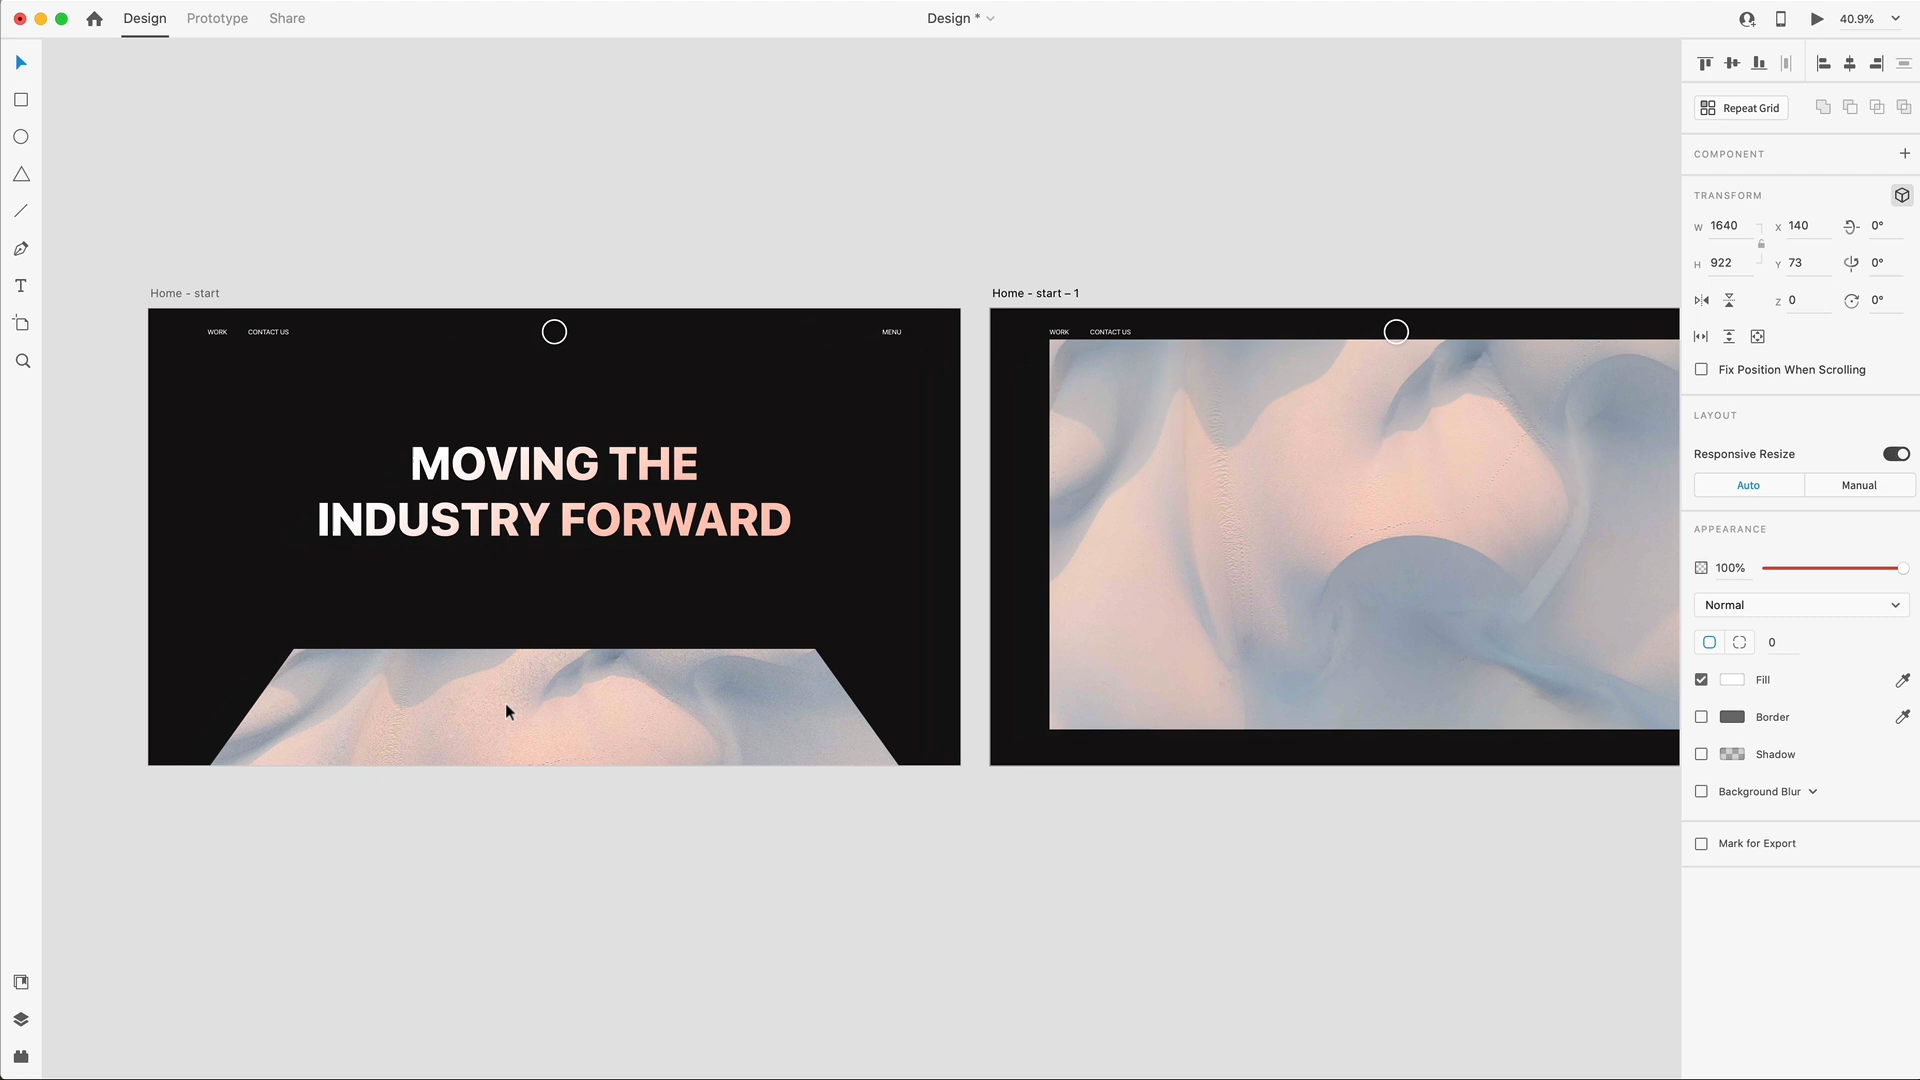 Design
Prototype
Share
Design *
40.9%
Repeat Grid
COMPONENT
TRANSFORM
W 1640
X 140
0°
H 922
Y 73
0°
Z 0
0°
Fix Position When Scrolling
LAYOUT
Responsive Resize
Auto
Manual
APPEARANCE
100%
Normal
0
Fill
Border
Shadow
Background Blur
Mark for Export
Home - start
WORK
CONTACT US
MENU
MOVING THE
INDUSTRY FORWARD
Home - start – 1
WORK
CONTACT US
T